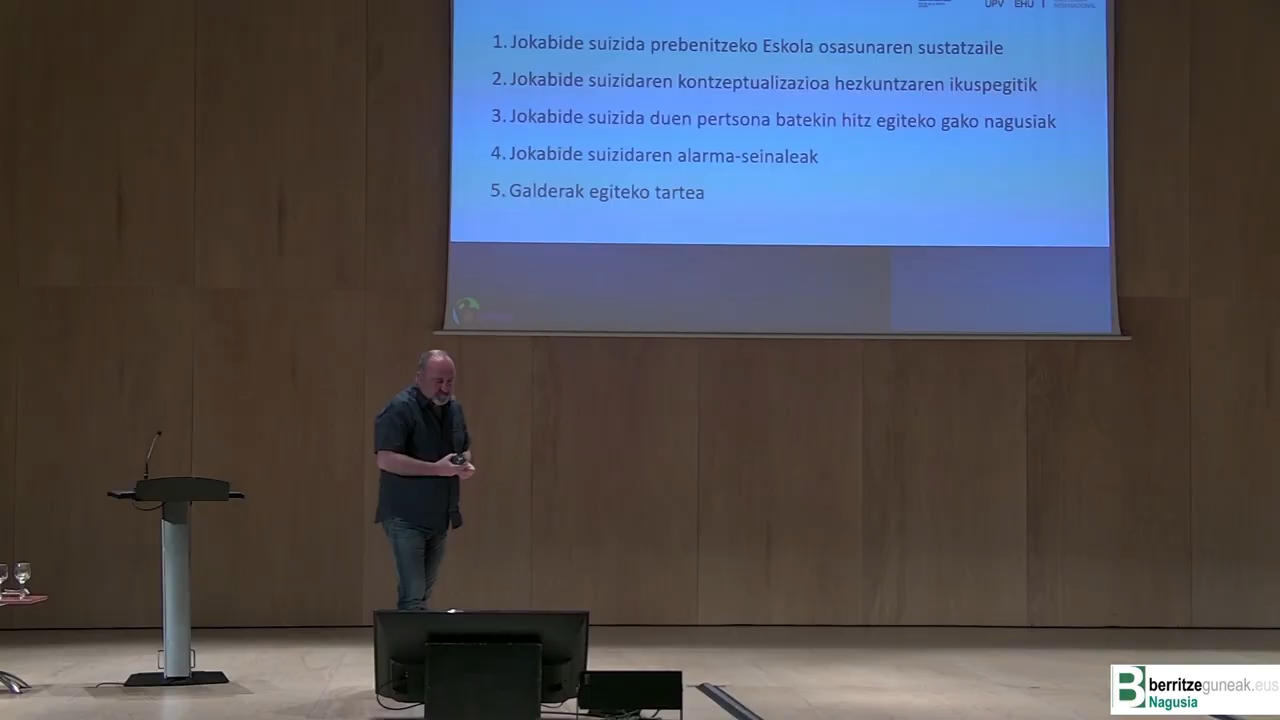 UPV EHU
INTERNACIONAL
1. Jokabide suizida prebenitzeko Eskola osasunaren sustatzaile
2. Jokabide suizidaren kontzeptualizazioa hezkuntzaren ikuspegitik
3. Jokabide suizida duen pertsona batekin hitz egiteko gako nagusiak
4. Jokabide suizidaren alarma-seinaleak
5. Galderak egiteko tartea
B berritzeguneak.eus
Nagusia